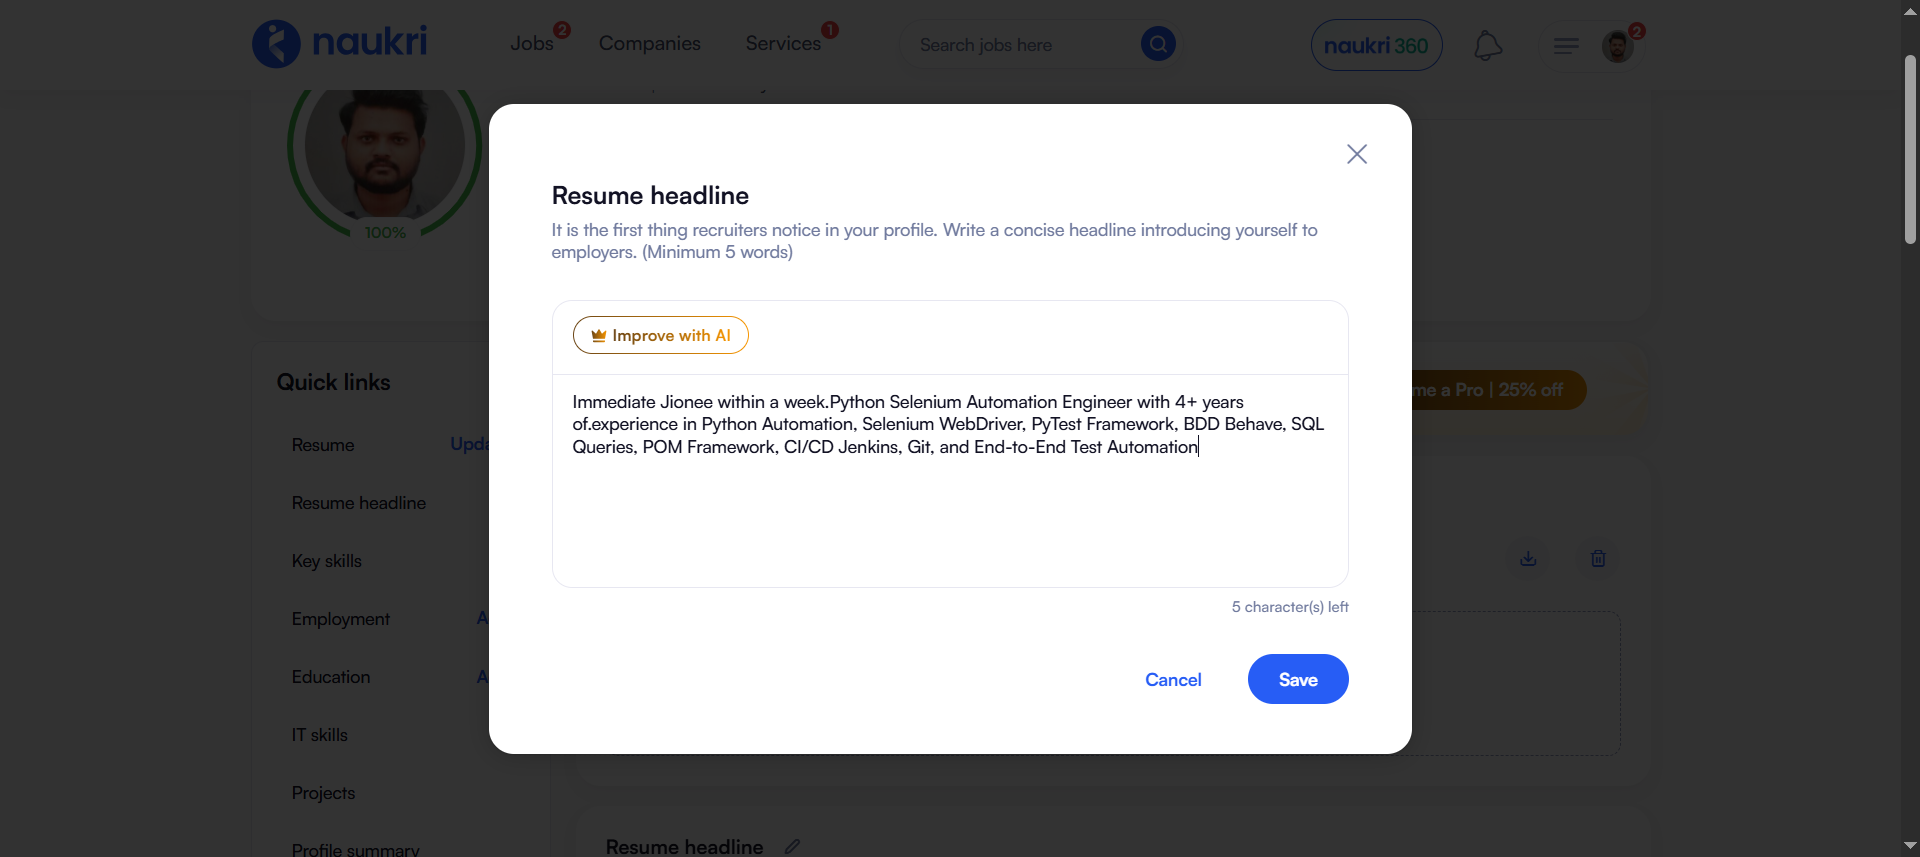 naukri
Jobs 2
Companies
Services 1
Search jobs here
naukri 360
2
100%
Resume headline
It is the first thing recruiters notice in your profile. Write a concise headline introducing yourself to
employers. (Minimum 5 words)
Improve with AI
Immediate Jionee within a week.Python Selenium Automation Engineer with 4+ years
of.experience in Python Automation, Selenium WebDriver, PyTest Framework, BDD Behave, SQL
Queries, POM Framework, CI/CD Jenkins, Git, and End-to-End Test Automation
5 character(s) left
Cancel
Save
Quick links
Resume
Upda
Resume headline
Key skills
Employment
A
Education
A
IT skills
Projects
Profile summary
me a Pro | 25% off
Resume headline